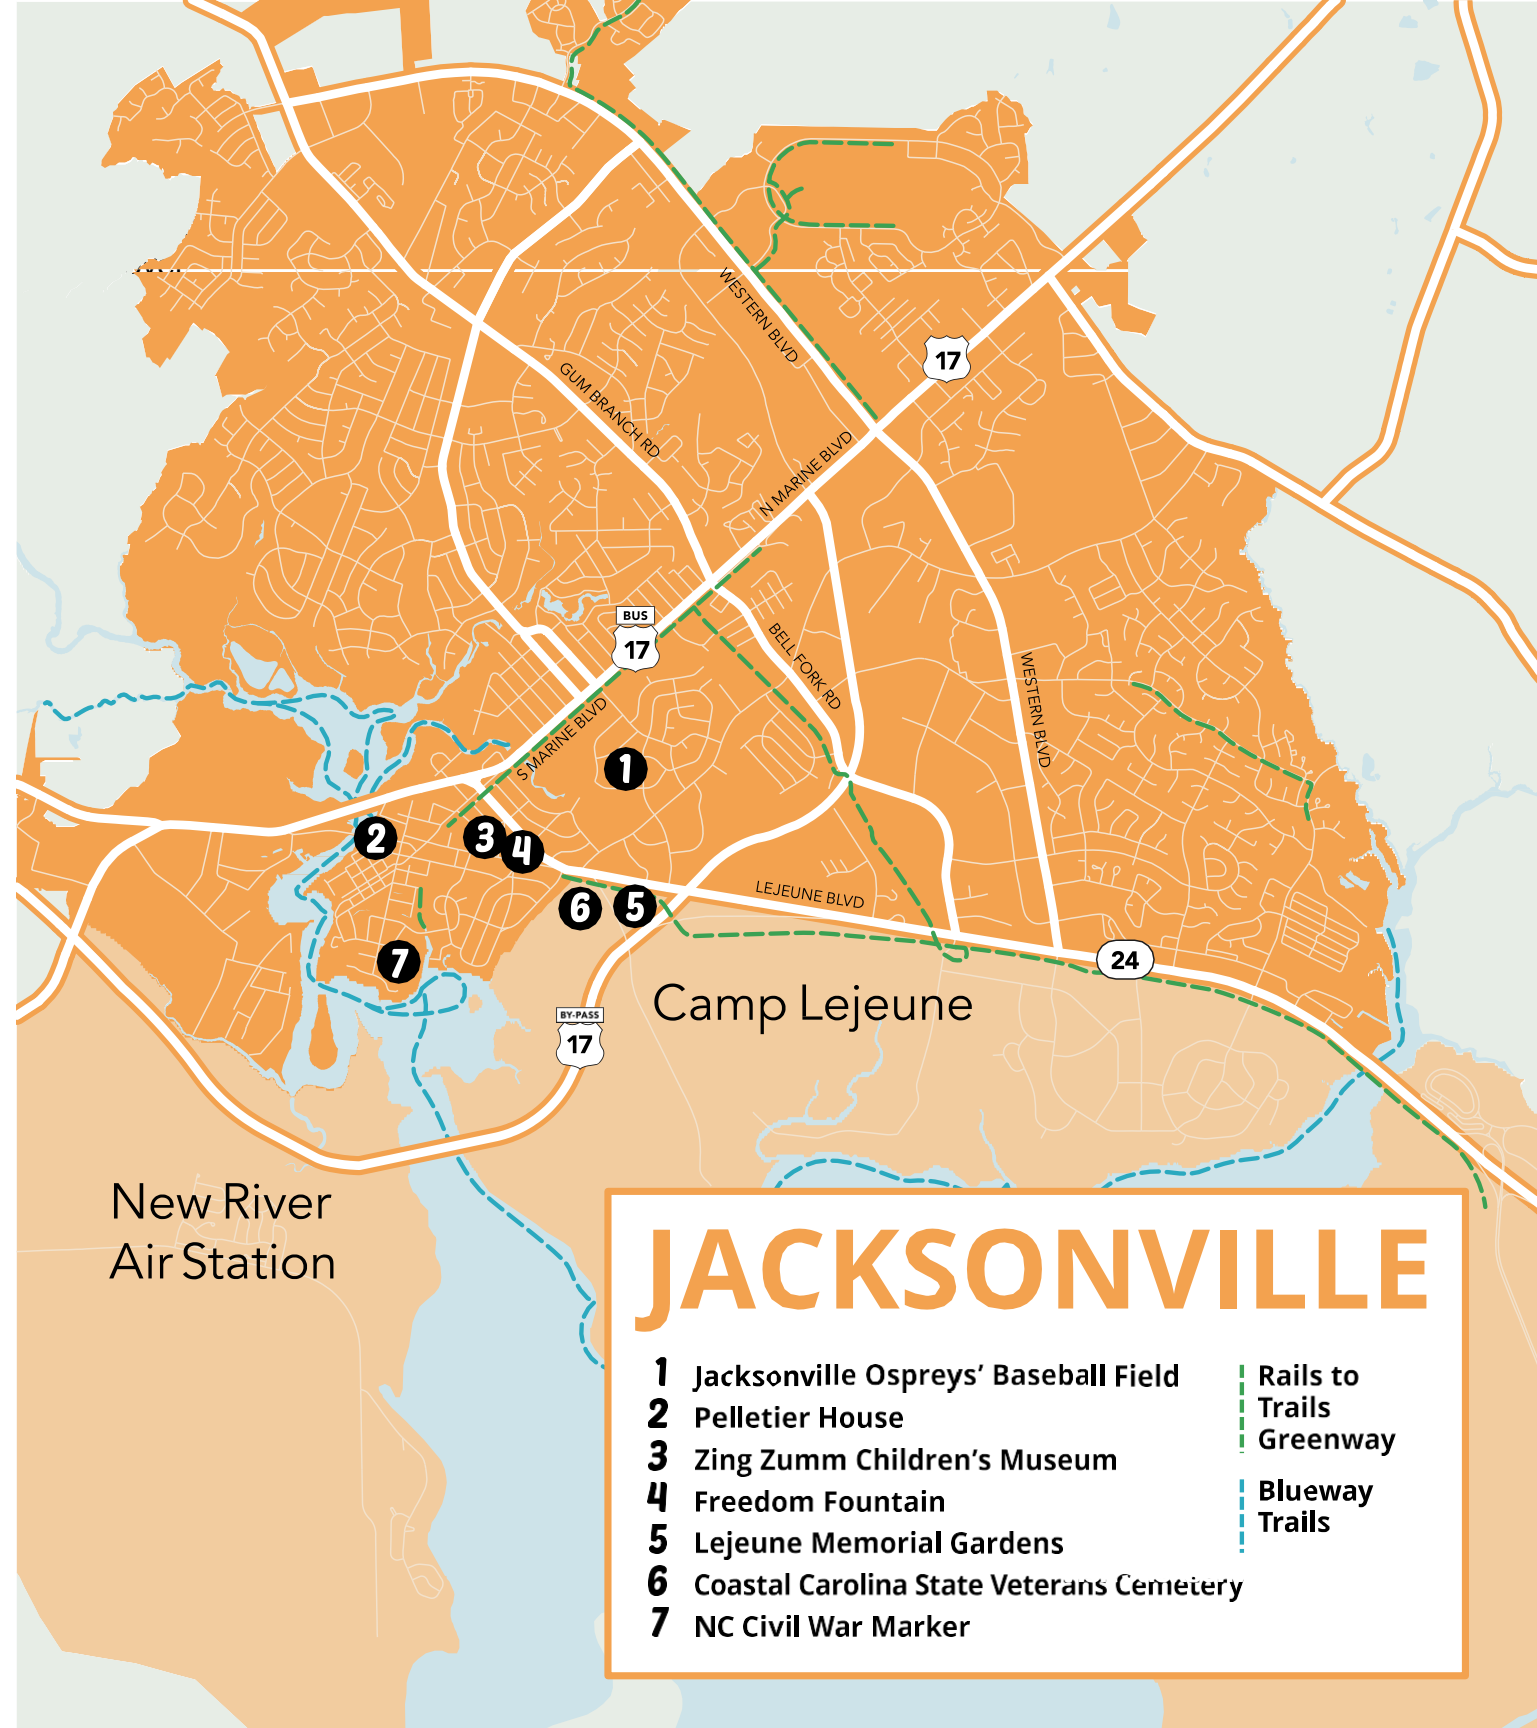 WESTERN BLVD
17
GUM BRANCH RD
N MARINE BLVD
BUS
17
BELL FORK RD
WESTERN BLVD
S MARINE BLVD
1
2
3
4
LEJEUNE BLVD
6
5
7
24
Camp Lejeune
BY-PASS
17
New River
Air Station
JACKSONVILLE
1 Jacksonville Ospreys’ Baseball Field
2 Pelletier House
3 Zing Zumm Children’s Museum
4 Freedom Fountain
5 Lejeune Memorial Gardens
6 Coastal Carolina State Veterans Cemetery
7 NC Civil War Marker
Rails to
Trails
Greenway
Blueway
Trails